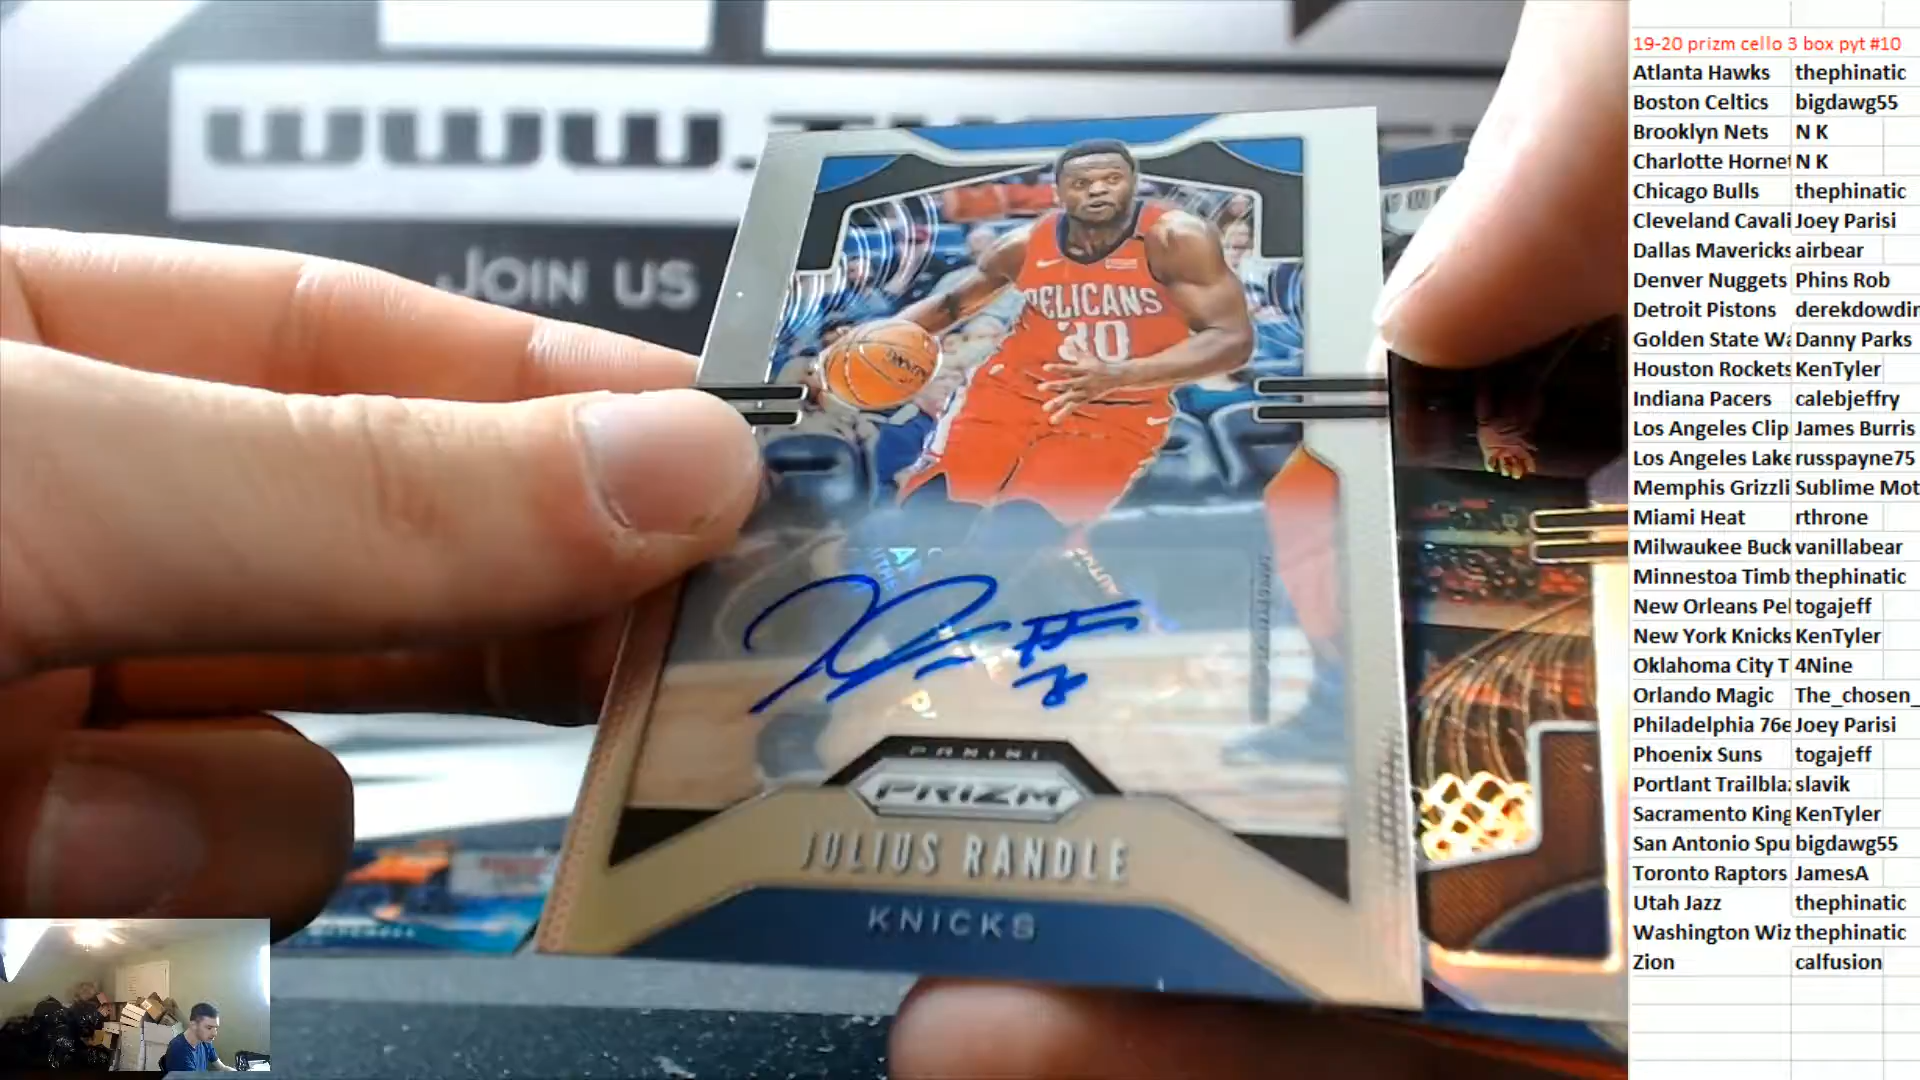 WWW.
JOIN US
PELICANS
30
PANINI
PRIZM
JULIUS RANDLE
KNICKS
19-20 prizm cello 3 box pyt #10
Atlanta Hawks thephinatic
Boston Celtics bigdawg55
Brooklyn Nets N K
Charlotte Hornet N K
Chicago Bulls thephinatic
Cleveland Cavali Joey Parisi
Dallas Mavericks airbear
Denver Nuggets Phins Rob
Detroit Pistons derekdowdin
Golden State Wa Danny Parks
Houston Rockets KenTyler
Indiana Pacers calebjeffry
Los Angeles Clip James Burris
Los Angeles Lake russpayne75
Memphis Grizzli Sublime Mot
Miami Heat rthrone
Milwaukee Buck vanillabear
Minnestoa Timb thephinatic
New Orleans Pel togajeff
New York Knicks KenTyler
Oklahoma City T 4Nine
Orlando Magic The_chosen_
Philadelphia 76e Joey Parisi
Phoenix Suns togajeff
Portlant Trailbla slavik
Sacramento King KenTyler
San Antonio Spu bigdawg55
Toronto Raptors JamesA
Utah Jazz thephinatic
Washington Wiz thephinatic
Zion calfusion